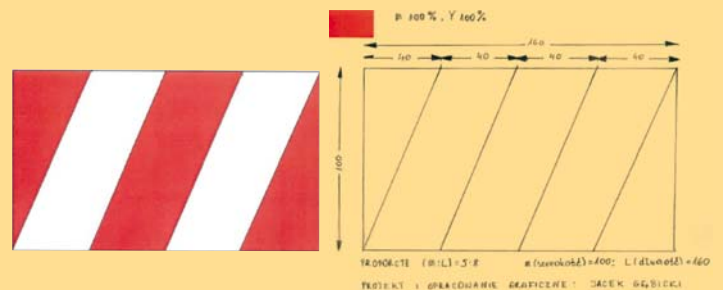 M 100%, Y 100%
160
40 40 40 40
100
PROPORCJE (M:L)=5:8 M (szerokość)=100; L (długość)=160
PROJEKT I OPRACOWANIE GRAFICZNE: JACEK GĘBICKI